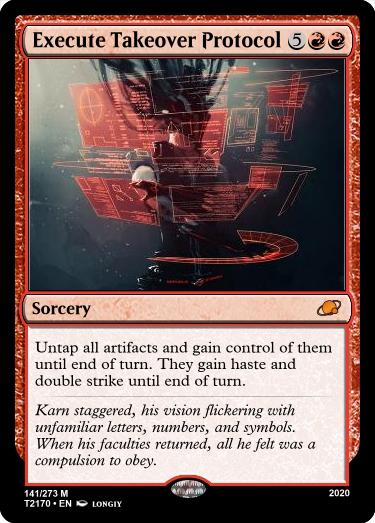 Execute Takeover Protocol 5
Sorcery
Untap all artifacts and gain control of them
until end of turn. They gain haste and
double strike until end of turn.
Karn staggered, his vision flickering with
unfamiliar letters, numbers, and symbols.
When his faculties returned, all he felt was a
compulsion to obey.
141/273 M
2020
T2170 • EN LONGIY